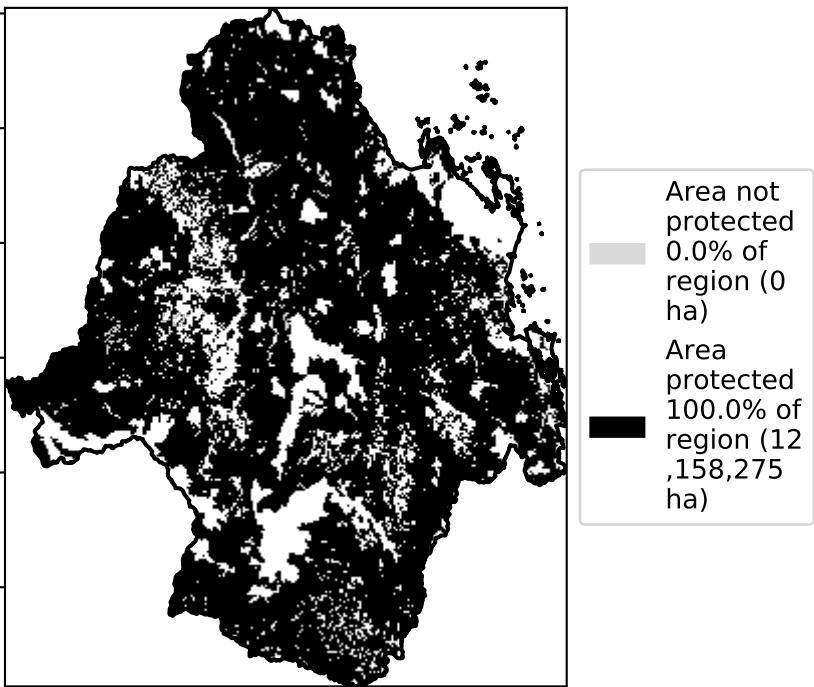 Area not
protected
0.0% of
region (0
ha)
Area
protected
100.0% of
region (12
,158,275
ha)